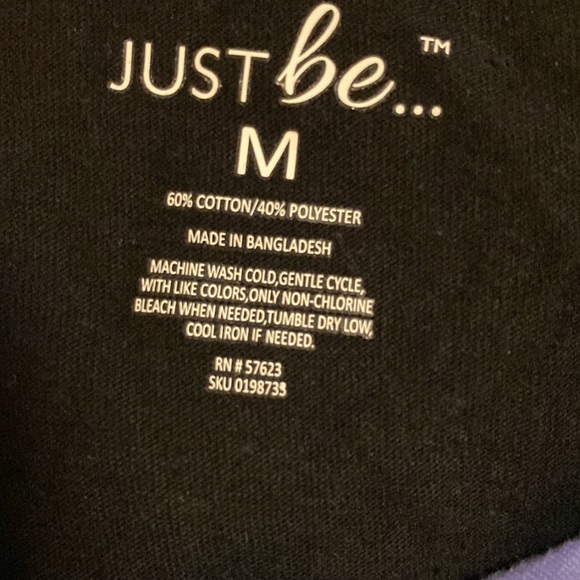 JUST be...™
M
60% COTTON/40% POLYESTER
MADE IN BANGLADESH
MACHINE WASH COLD,GENTLE CYCLE,
WITH LIKE COLORS,ONLY NON-CHLORINE
BLEACH WHEN NEEDED,TUMBLE DRY LOW,
COOL IRON IF NEEDED.
RN # 57623
SKU 0198733